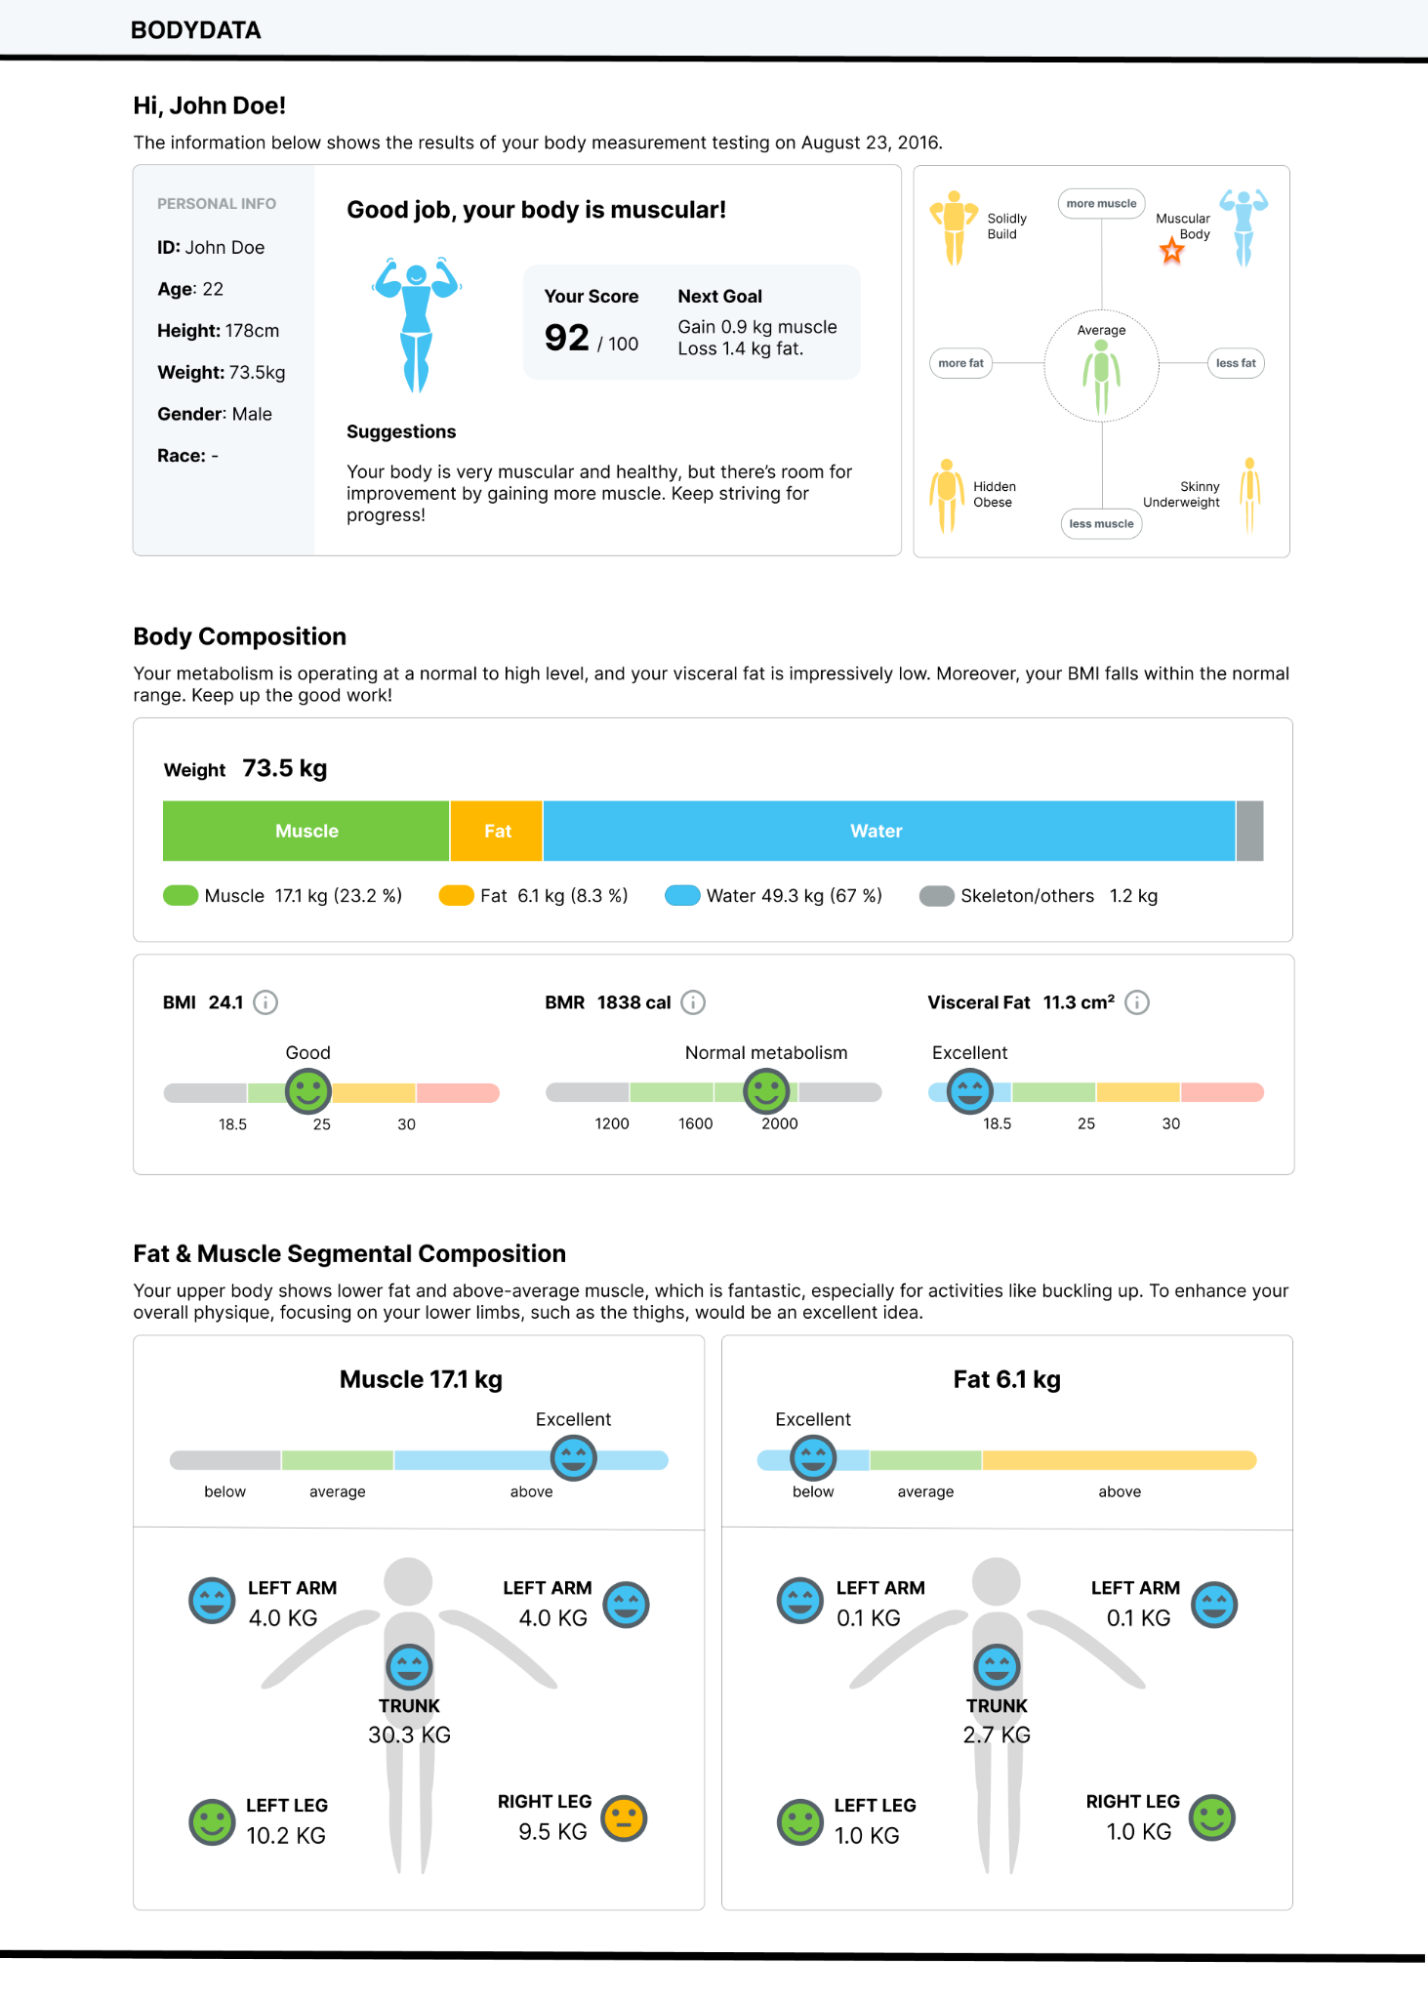 BODYDATA
Hi, John Doe!
The information below shows the results of your body measurement testing on August 23, 2016.
PERSONAL INFO
ID: John Doe
Age: 22
Height: 178cm
Weight: 73.5kg
Gender: Male
Race: -
Good job, your body is muscular!
Your Score
92 / 100
Next Goal
Gain 0.9 kg muscle
Loss 1.4 kg fat.
Suggestions
Your body is very muscular and healthy, but there's room for
improvement by gaining more muscle. Keep striving for
progress!
more muscle
Solidly
Build
Muscular
Body
Average
more fat
less fat
Hidden
Obese
Skinny
Underweight
less muscle
Body Composition
Your metabolism is operating at a normal to high level, and your visceral fat is impressively low. Moreover, your BMI falls within the normal
range. Keep up the good work!
Weight 73.5 kg
Muscle Fat Water
Muscle 17.1 kg (23.2 %) Fat 6.1 kg (8.3 %) Water 49.3 kg (67 %) Skeleton/others 1.2 kg
BMI 24.1 i
Good
18.5 25 30
BMR 1838 cal i
Normal metabolism
1200 1600 2000
Visceral Fat 11.3 cm² i
Excellent
18.5 25 30
Fat & Muscle Segmental Composition
Your upper body shows lower fat and above-average muscle, which is fantastic, especially for activities like buckling up. To enhance your
overall physique, focusing on your lower limbs, such as the thighs, would be an excellent idea.
Muscle 17.1 kg
Excellent
below average above
LEFT ARM
4.0 KG
LEFT ARM
4.0 KG
TRUNK
30.3 KG
LEFT LEG
10.2 KG
RIGHT LEG
9.5 KG
Fat 6.1 kg
Excellent
below average above
LEFT ARM
0.1 KG
LEFT ARM
0.1 KG
TRUNK
2.7 KG
LEFT LEG
1.0 KG
RIGHT LEG
1.0 KG